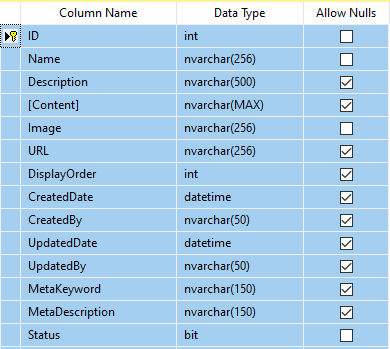 Column Name Data Type Allow Nulls
ID int
Name nvarchar(256)
Description nvarchar(500)
[Content] nvarchar(MAX)
Image nvarchar(256)
URL nvarchar(256)
DisplayOrder int
CreatedDate datetime
CreatedBy nvarchar(50)
UpdatedDate datetime
UpdatedBy nvarchar(50)
MetaKeyword nvarchar(150)
MetaDescription nvarchar(150)
Status bit